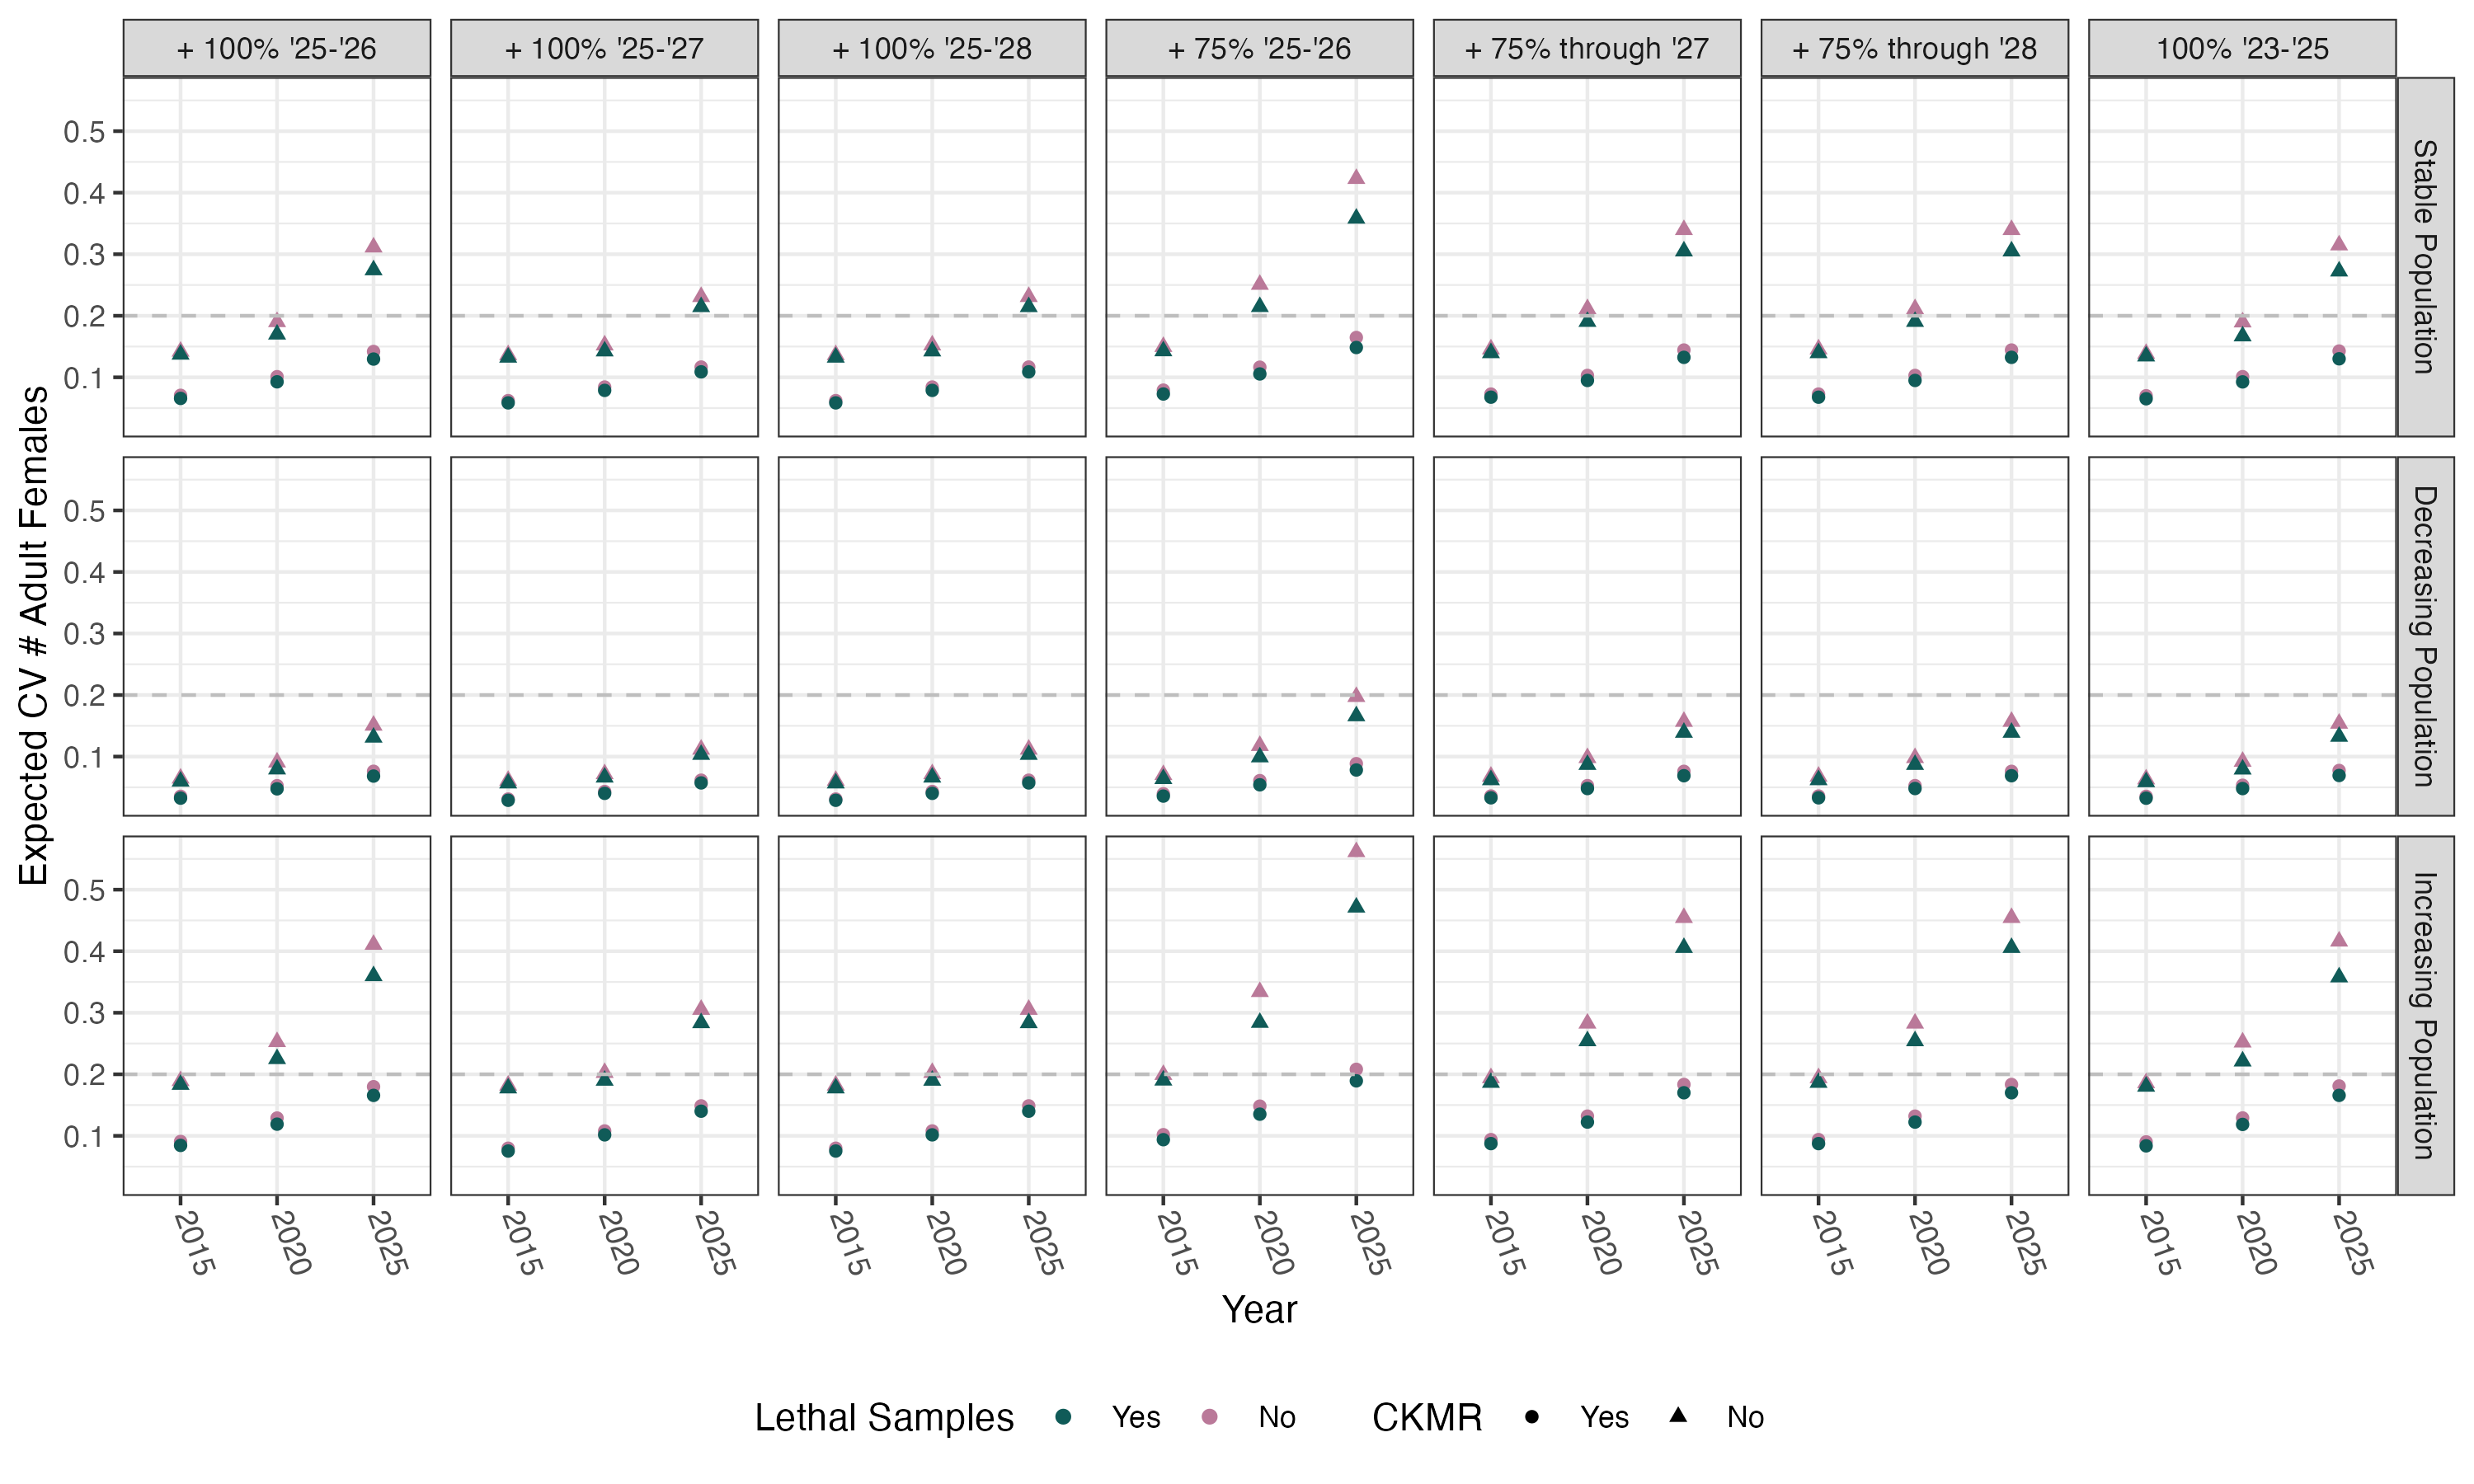 + 100% '25-'26
+ 100% '25-'27
+ 100% '25-'28
+ 75% '25-'26
+ 75% through '27
+ 75% through '28
100% '23-'25
Expected CV # Adult Females
0.5
0.4
0.3
0.2
0.1
Stable Population
0.5
0.4
0.3
0.2
0.1
Decreasing Population
0.5
0.4
0.3
0.2
0.1
Increasing Population
2015 2020 2025
2015 2020 2025
2015 2020 2025
2015 2020 2025
2015 2020 2025
2015 2020 2025
2015 2020 2025
Year
Lethal Samples Yes No CKMR Yes No